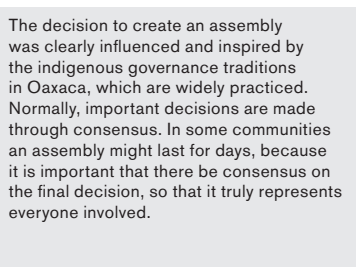 The decision to create an assembly
was clearly influenced and inspired by
the indigenous governance traditions
in Oaxaca, which are widely practiced.
Normally, important decisions are made
through consensus. In some communities
an assembly might last for days, because
it is important that there be consensus on
the final decision, so that it truly represents
everyone involved.